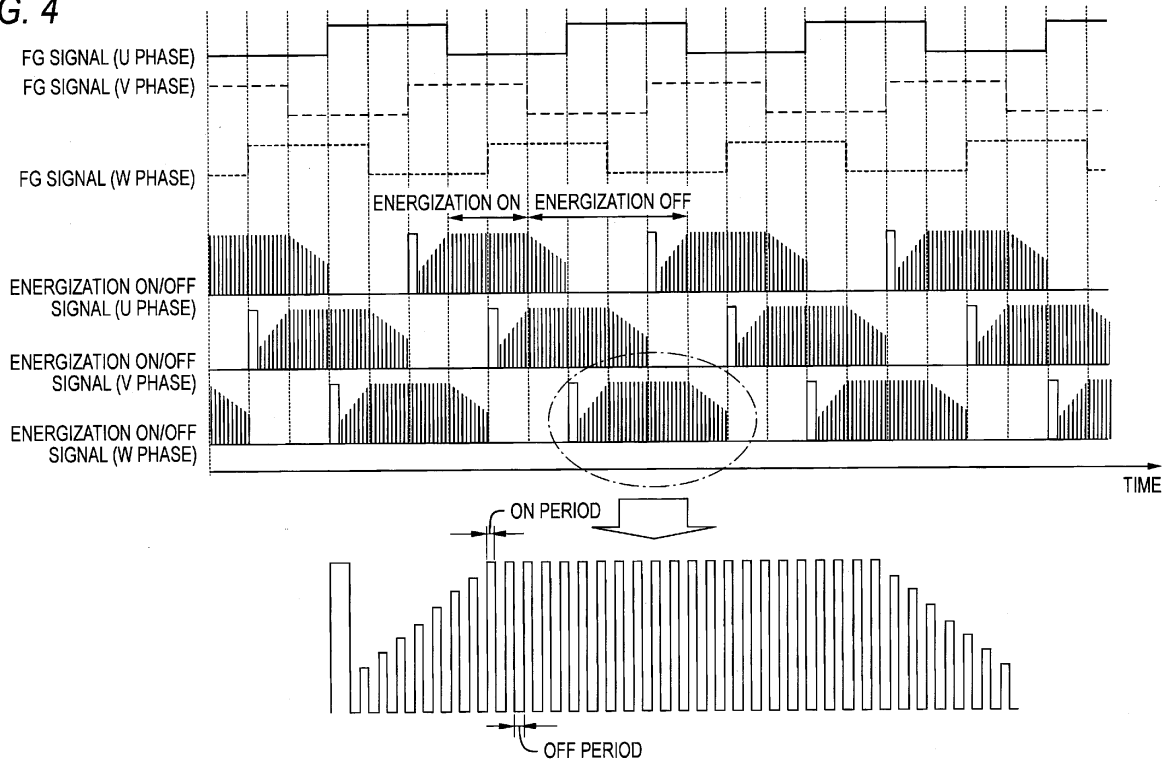 G. 4
FG SIGNAL (U PHASE)
FG SIGNAL (V PHASE)
FG SIGNAL (W PHASE)
ENERGIZATION ON
ENERGIZATION OFF
ENERGIZATION ON/OFF
SIGNAL (U PHASE)
ENERGIZATION ON/OFF
SIGNAL (V PHASE)
ENERGIZATION ON/OFF
SIGNAL (W PHASE)
TIME
ON PERIOD
OFF PERIOD